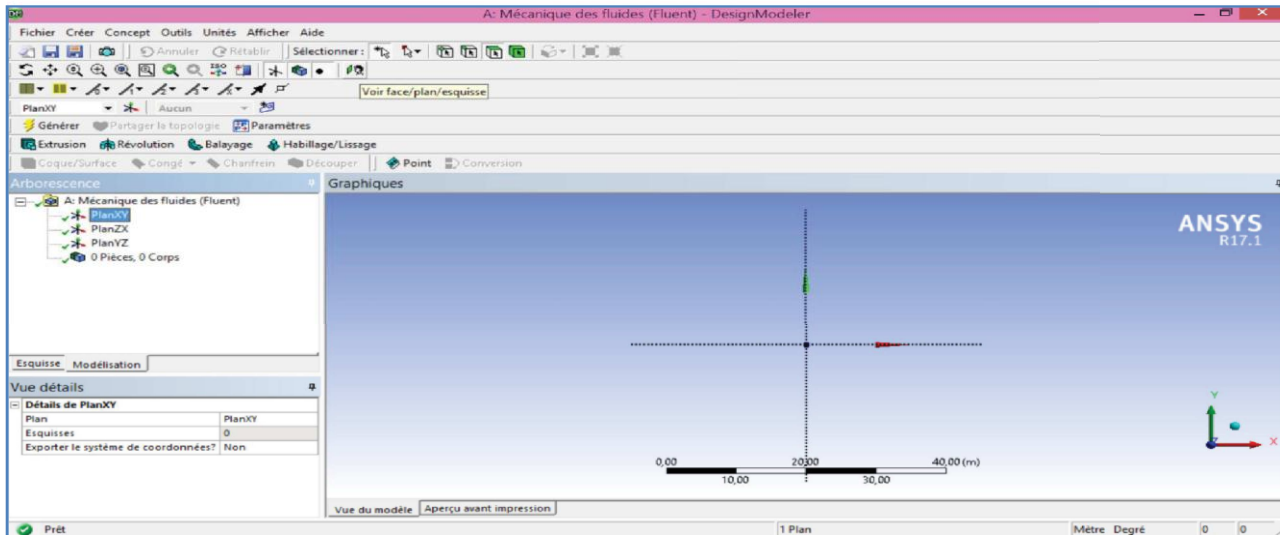 A: Mécanique des fluides (Fluent) - DesignModeler
Fichier Créer Concept Outils Unités Afficher Aide
Annuler Rétablir Sélectionner:
Voir face/plan/esquisse
PlanXY Aucun
Générer Partager la topologie Paramètres
Extrusion Révolution Balayage Habillage/Lissage
Coque/Surface Congé Chanfrein Découper Point Conversion
Arborescence
A: Mécanique des fluides (Fluent)
PlanXY
PlanZX
PlanYZ
0 Pièces, 0 Corps
Esquisse Modélisation
Vue détails
Détails de PlanXY
Plan PlanXY
Esquisses 0
Exporter le système de coordonnées? Non
Graphiques
ANSYS
R17.1
Y
X
0,00 20,00 40,00 (m)
10,00 30,00
Vue du modèle Aperçu avant impression
Prêt 1 Plan Mètre Degré 0 0